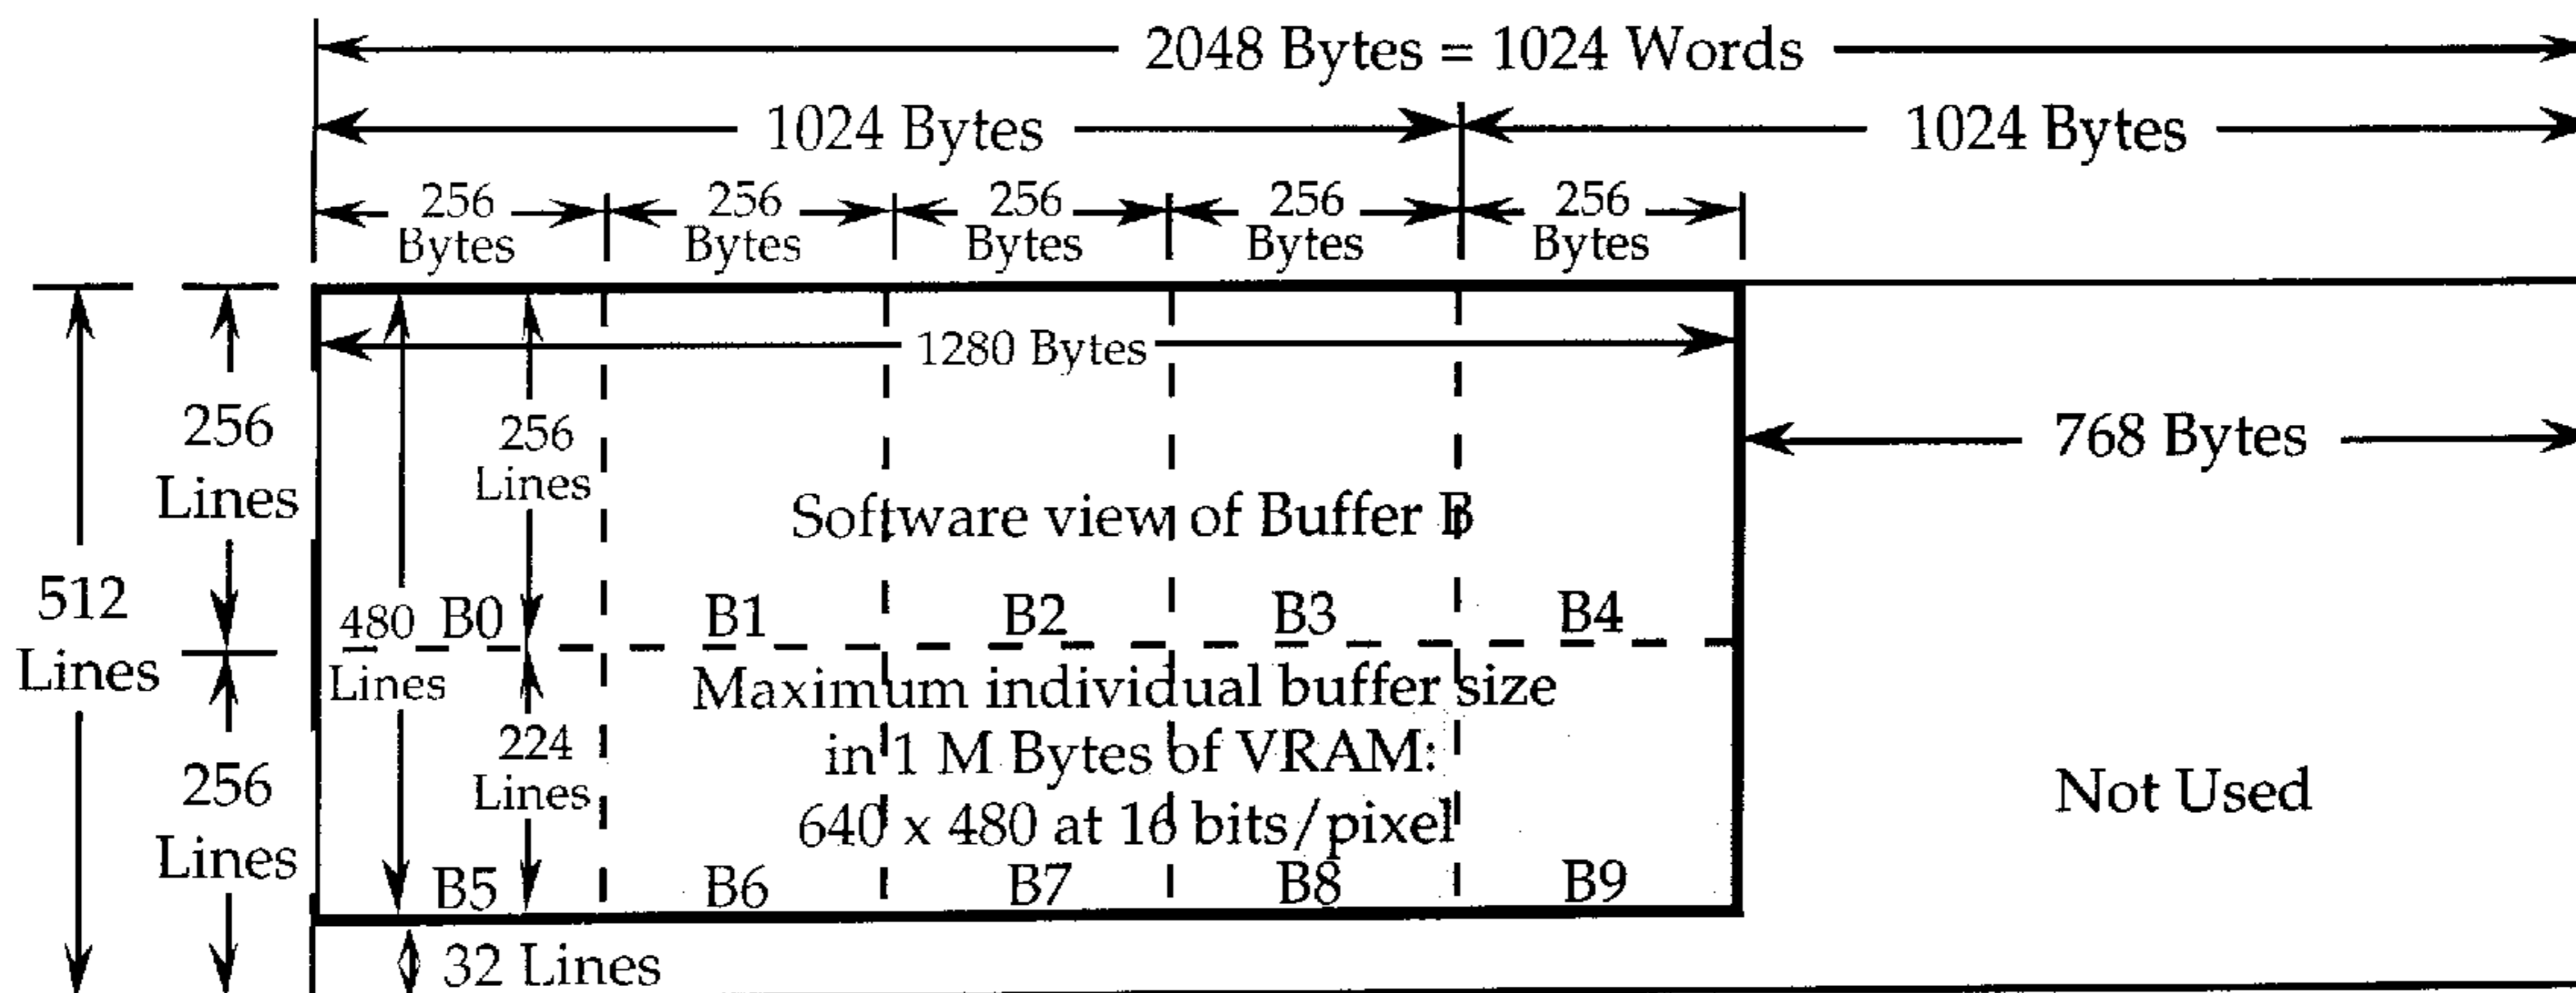 2048 Bytes = 1024 Words
1024 Bytes
1024 Bytes
256
Bytes
256
Bytes
256
Bytes
256
Bytes
256
Bytes
1280 Bytes
512
Lines
256
Lines
256
Lines
480
Lines
256
Lines
224
Lines
768 Bytes
Software view of Buffer B
B0
B1
B2
B3
B4
Maximum individual buffer size
in 1 M Bytes of VRAM:
640 x 480 at 16 bits/pixel
Not Used
B5
B6
B7
B8
B9
32 Lines